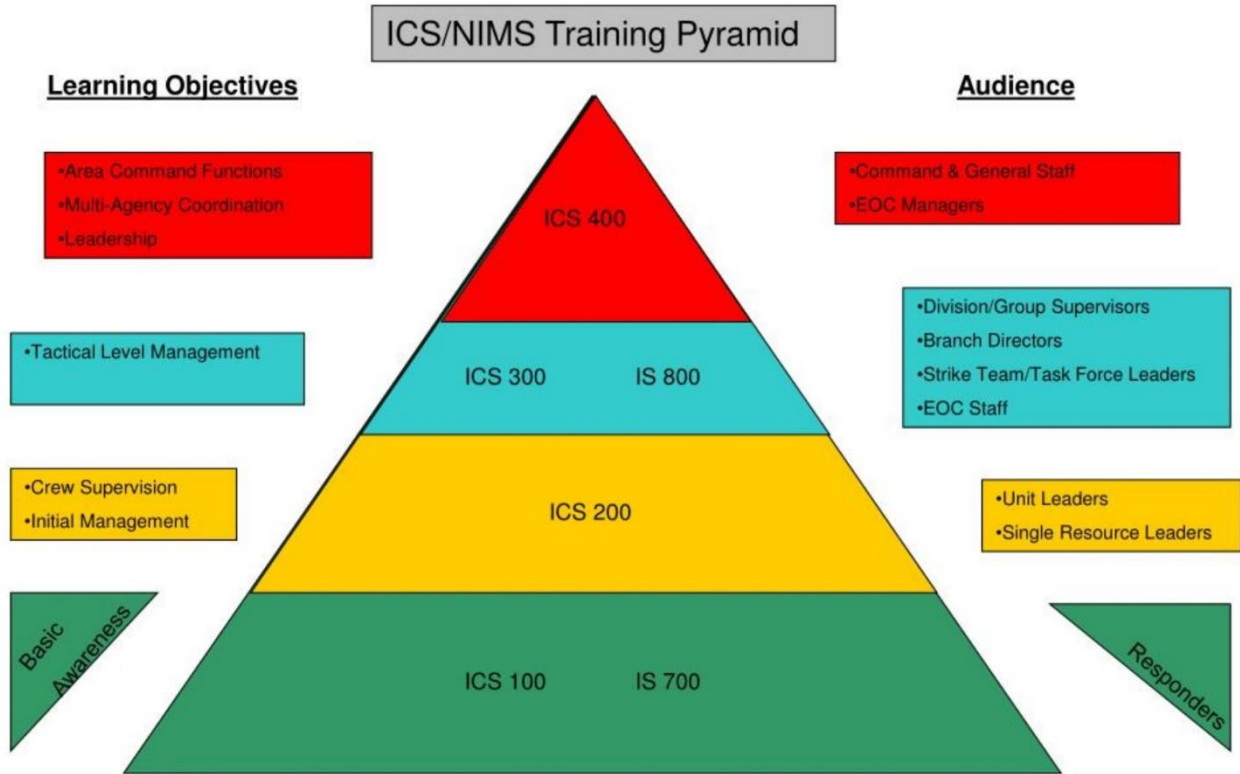 ICS/NIMS Training Pyramid
Learning Objectives
Audience
•Area Command Functions
•Multi-Agency Coordination
•Leadership
ICS 400
•Command & General Staff
•EOC Managers
•Tactical Level Management
ICS 300 IS 800
•Division/Group Supervisors
•Branch Directors
•Strike Team/Task Force Leaders
•EOC Staff
•Crew Supervision
•Initial Management
ICS 200
•Unit Leaders
•Single Resource Leaders
Basic
Awareness
ICS 100 IS 700
Responders